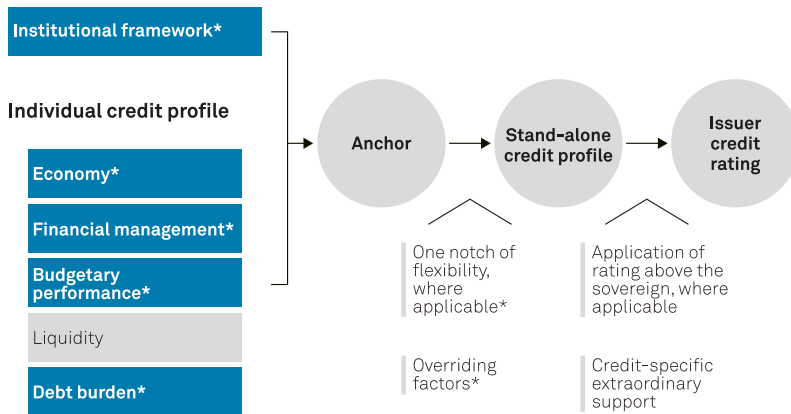 Institutional framework*
Individual credit profile
Economy*
Financial management*
Budgetary
performance*
Liquidity
Debt burden*
Anchor
Stand-alone
credit profile
Issuer
credit
rating
One notch of
flexibility,
where
applicable*
Overriding
factors*
Application of
rating above the
sovereign, where
applicable
Credit-specific
extraordinary
support